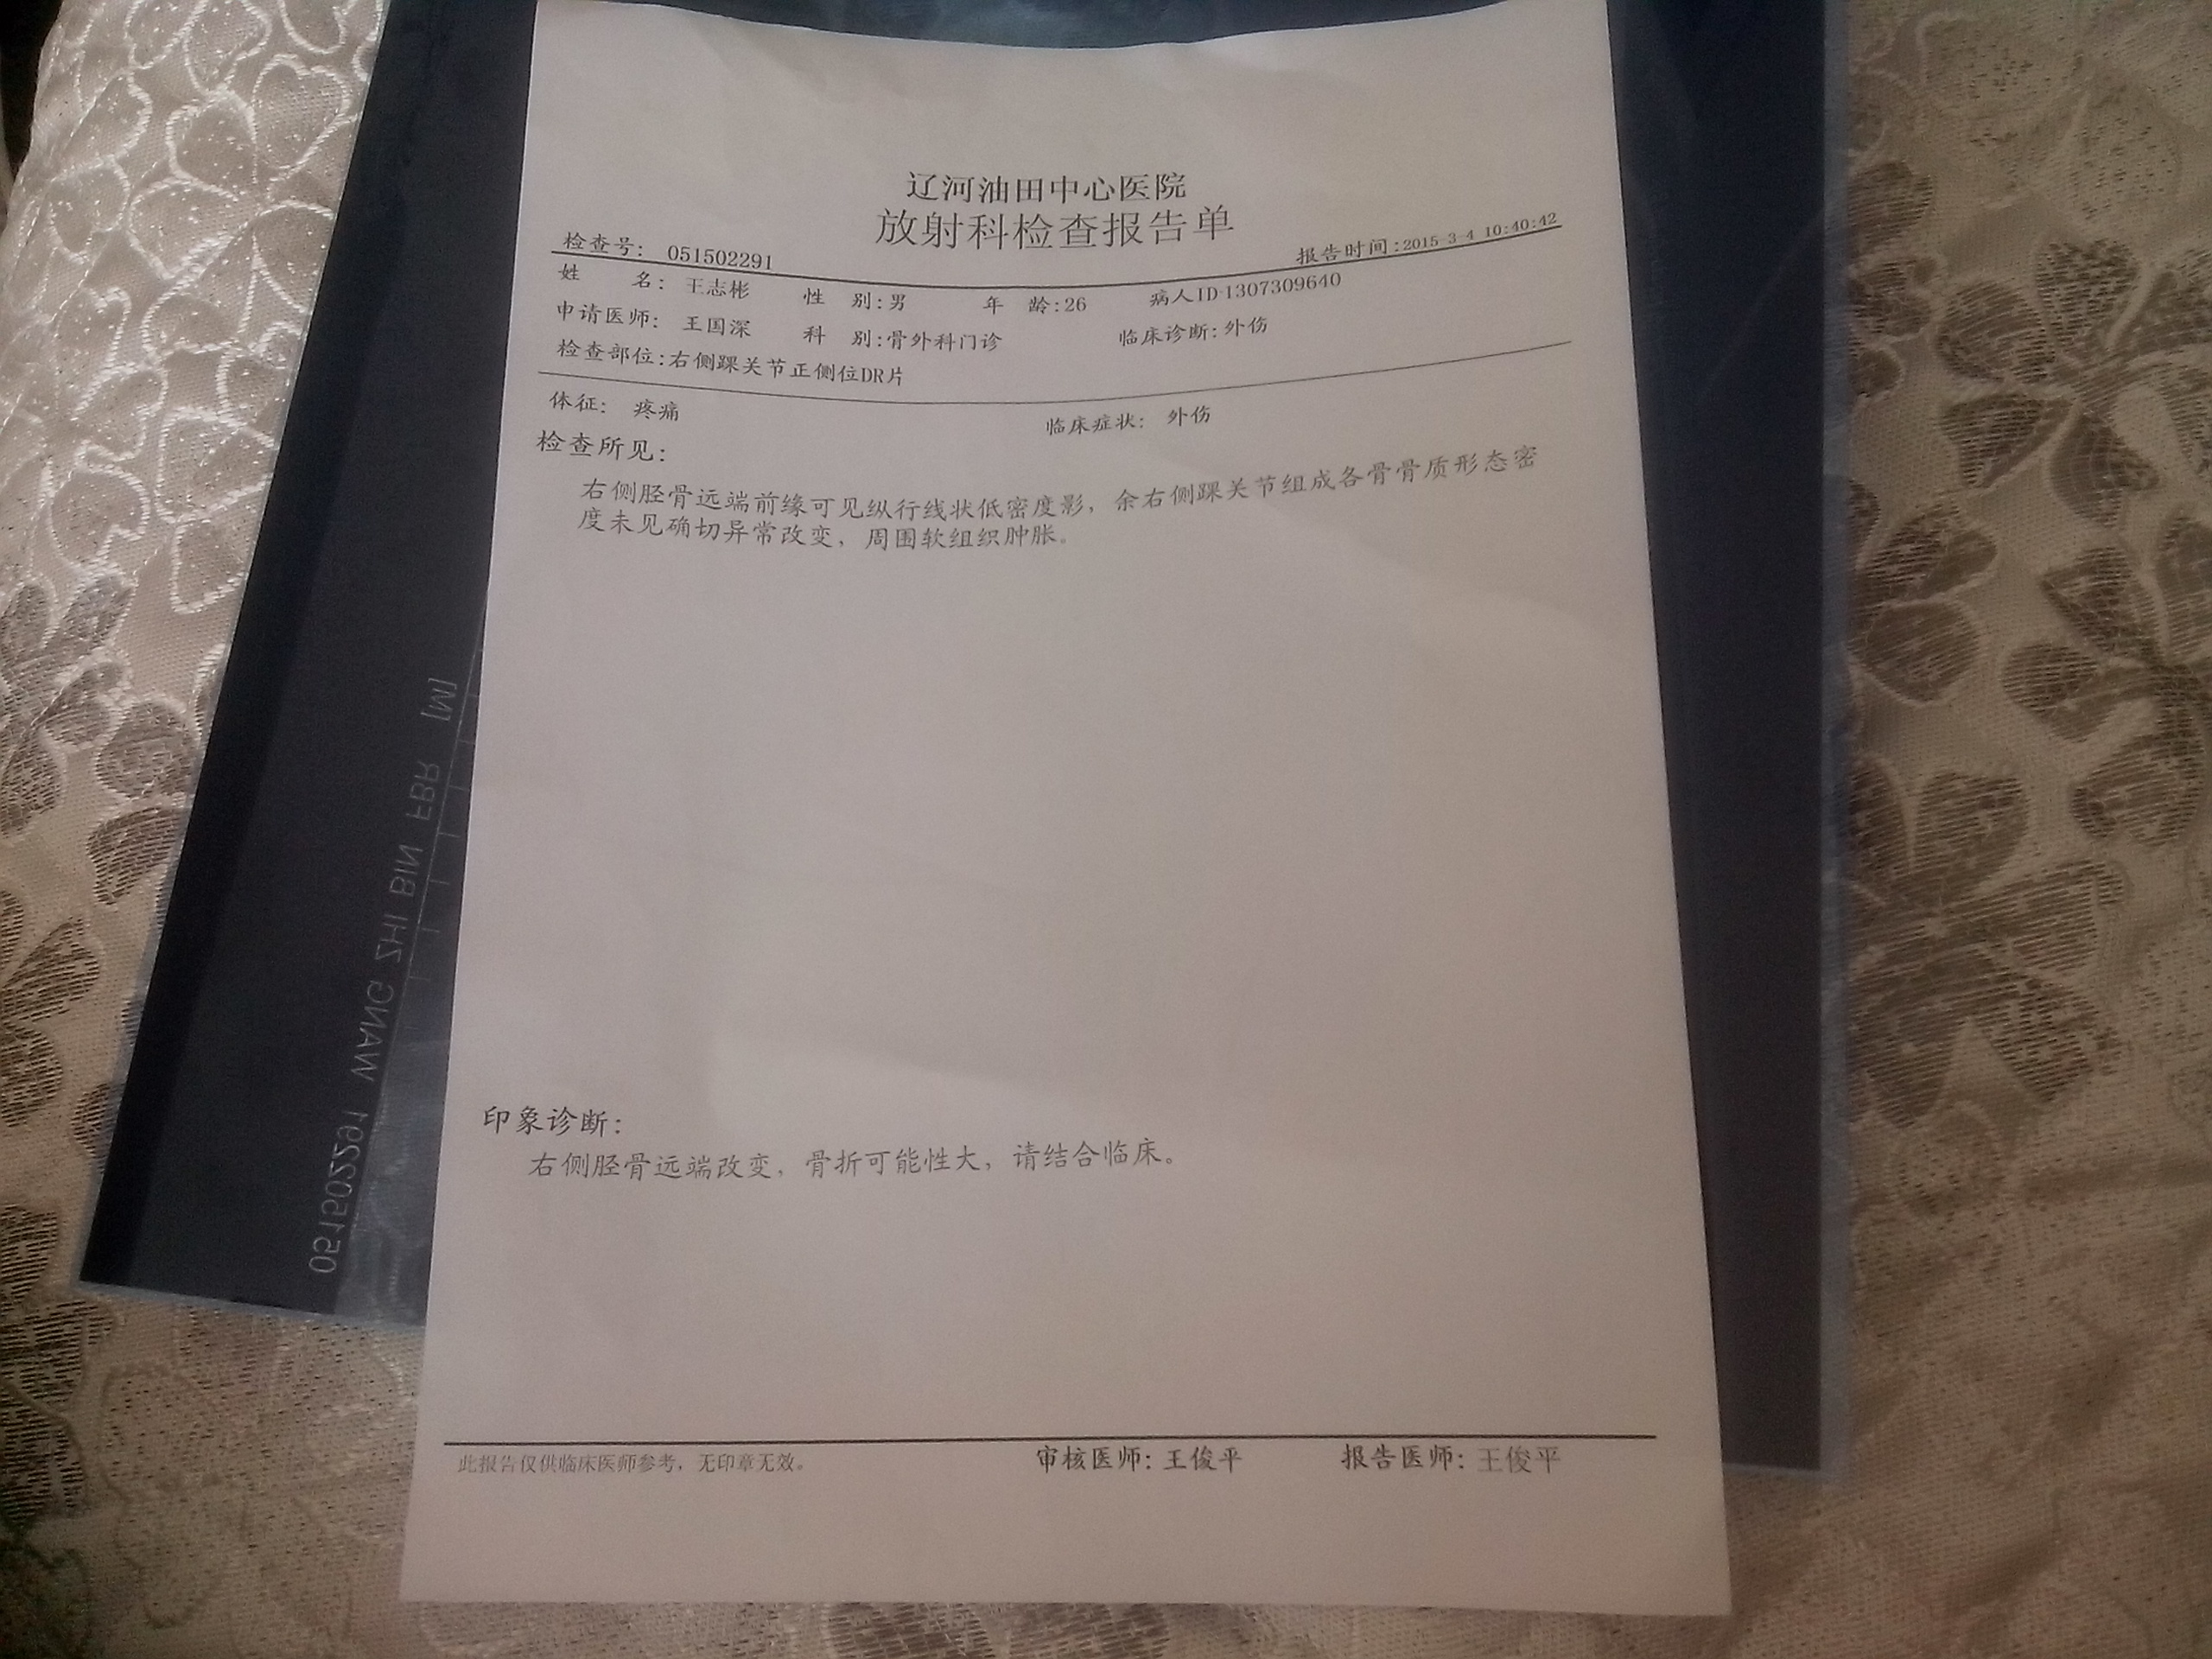 辽河油田中心医院
放射科检查报告单
检查号: 051502291 报告时间:2015-3-4 10:40:42
姓 名: 王志彬 性 别:男 年 龄:26 病人ID 1307309640
申请医师: 王国深 科 别:骨外科门诊 临床诊断:外伤
检查部位:右侧踝关节正侧位DR片
体征: 疼痛 临床症状: 外伤
检查所见:
右侧胫骨远端前缘可见纵行线状低密度影，余右侧踝关节组成各骨骨质形态密
度未见确切异常改变，周围软组织肿胀。
印象诊断:
右侧胫骨远端改变，骨折可能性大，请结合临床。
此报告仅供临床医师参考，无印章无效。 审核医师: 王俊平 报告医师: 王俊平
051502291 WANG ZHI BIN FBR [M]